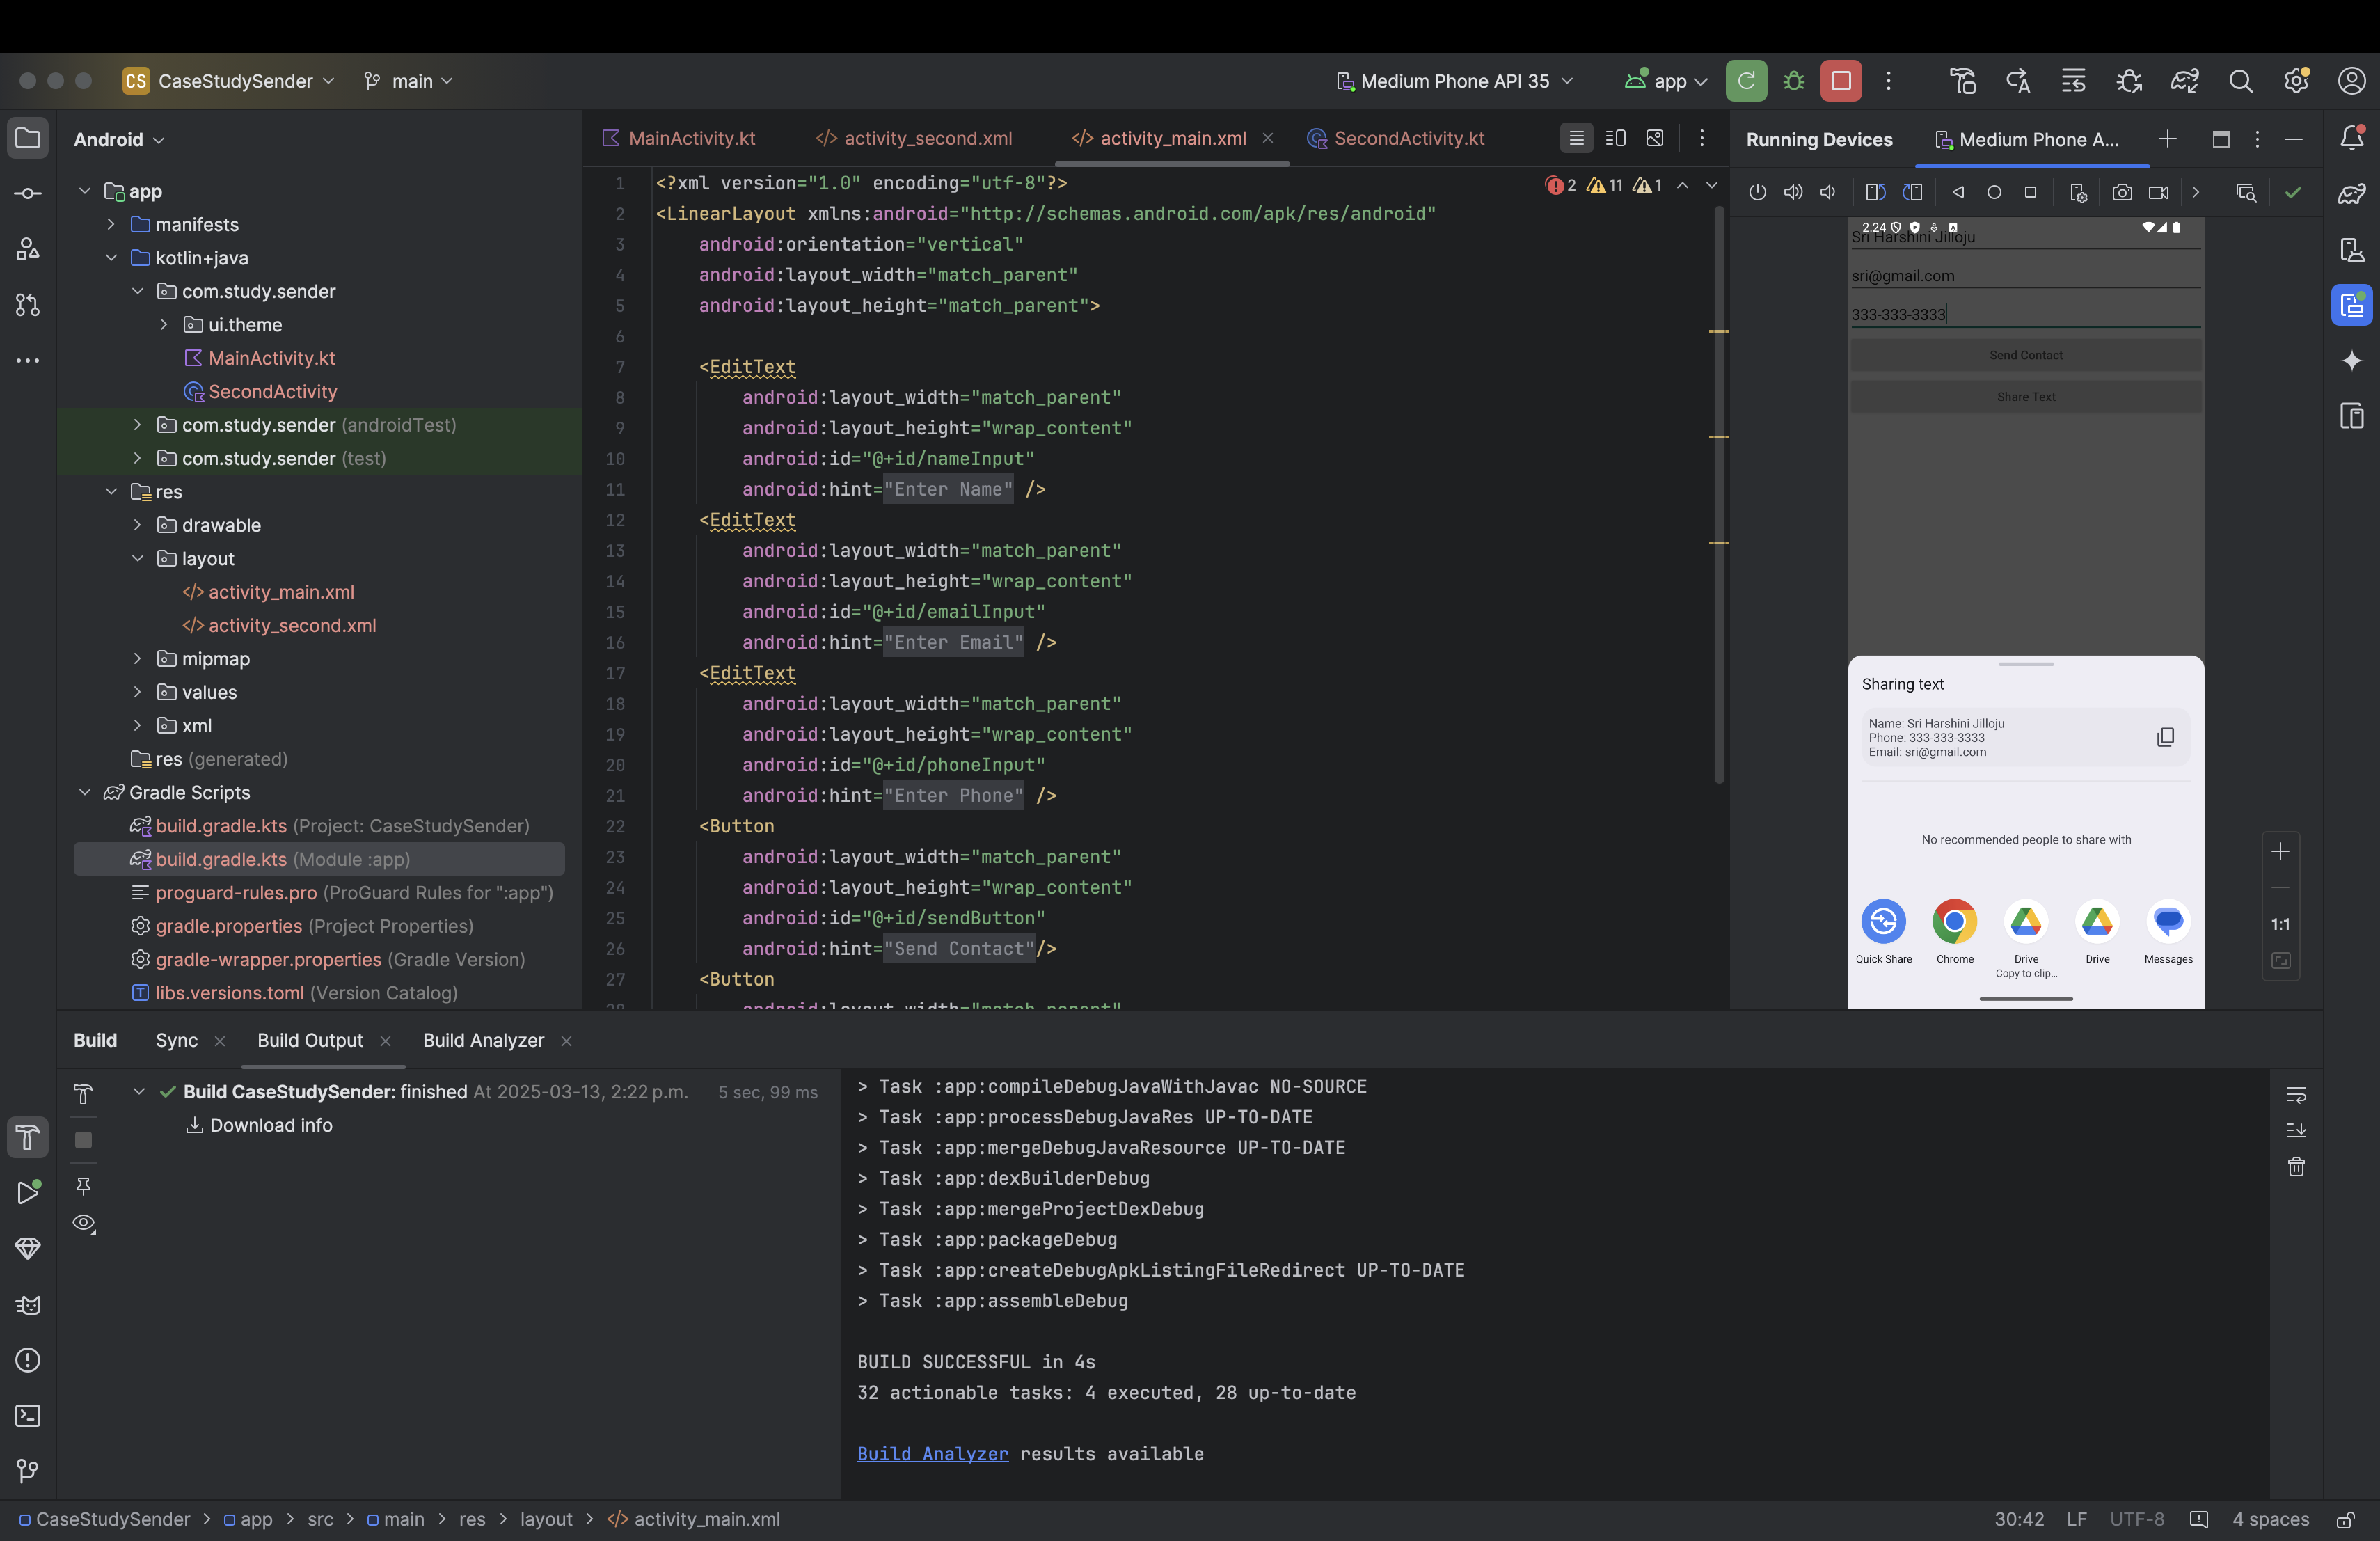 CS CaseStudySender main Medium Phone API 35 app
Android
app
manifests
kotlin+java
com.study.sender
ui.theme
MainActivity.kt
SecondActivity
com.study.sender (androidTest)
com.study.sender (test)
res
drawable
layout
activity_main.xml
activity_second.xml
mipmap
values
xml
res (generated)
Gradle Scripts
build.gradle.kts (Project: CaseStudySender)
build.gradle.kts (Module :app)
proguard-rules.pro (ProGuard Rules for ":app")
gradle.properties (Project Properties)
gradle-wrapper.properties (Gradle Version)
libs.versions.toml (Version Catalog)
MainActivity.kt activity_second.xml activity_main.xml SecondActivity.kt
2 11 1
1 <?xml version="1.0" encoding="utf-8"?>
2 <LinearLayout xmlns:android="http://schemas.android.com/apk/res/android"
3 android:orientation="vertical"
4 android:layout_width="match_parent"
5 android:layout_height="match_parent">
6
7 <EditText
8 android:layout_width="match_parent"
9 android:layout_height="wrap_content"
10 android:id="@+id/nameInput"
11 android:hint="Enter Name" />
12 <EditText
13 android:layout_width="match_parent"
14 android:layout_height="wrap_content"
15 android:id="@+id/emailInput"
16 android:hint="Enter Email" />
17 <EditText
18 android:layout_width="match_parent"
19 android:layout_height="wrap_content"
20 android:id="@+id/phoneInput"
21 android:hint="Enter Phone" />
22 <Button
23 android:layout_width="match_parent"
24 android:layout_height="wrap_content"
25 android:id="@+id/sendButton"
26 android:hint="Send Contact"/>
27 <Button
28 android:layout_width="match_parent"
Running Devices Medium Phone A...
2:24
Sri Harshini Jilloju
sri@gmail.com
333-333-3333
Send Contact
Share Text
Sharing text
Name: Sri Harshini Jilloju
Phone: 333-333-3333
Email: sri@gmail.com
No recommended people to share with
Quick Share Chrome Drive Drive Messages
Copy to clip...
1:1
Build Sync Build Output Build Analyzer
Build CaseStudySender: finished At 2025-03-13, 2:22 p.m. 5 sec, 99 ms
Download info
> Task :app:compileDebugJavaWithJavac NO-SOURCE
> Task :app:processDebugJavaRes UP-TO-DATE
> Task :app:mergeDebugJavaResource UP-TO-DATE
> Task :app:dexBuilderDebug
> Task :app:mergeProjectDexDebug
> Task :app:packageDebug
> Task :app:createDebugApkListingFileRedirect UP-TO-DATE
> Task :app:assembleDebug
BUILD SUCCESSFUL in 4s
32 actionable tasks: 4 executed, 28 up-to-date
Build Analyzer results available
CaseStudySender > app > src > main > res > layout > activity_main.xml
30:42 LF UTF-8 4 spaces